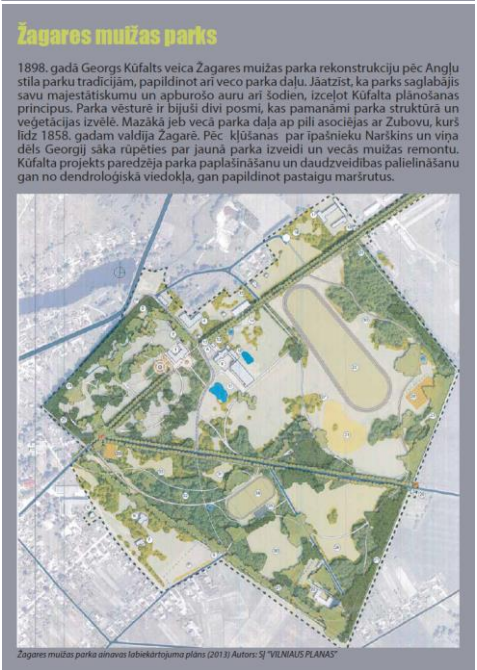 Žagares muižas parks
1898. gadā Georgs Kūfalts veica Žagares muižas parka rekonstrukciju pēc Angļu
stila parku tradīcijām, papildinot arī veco parka daļu. Jāatzīst, ka parks saglabājis
savu majestātiskumu un apburošo auru arī šodien, izceļot Kūfalta plānošanas
principus. Parka vēsturē ir bijuši divi posmi, kas pamanāmi parka struktūrā un
veģetācijas izvēlē. Mazākā jeb vecā parka daļa ap pili asociējas ar Zubovu, kurš
līdz 1858. gadam valdīja Žagarē. Pēc kļūšanas par īpašnieku Narškins un viņa
dēls Georgij sāka rūpēties par jaunā parka izveidi un vecās muižas remontu.
Kūfalta projekts paredzēja parka paplašināšanu un daudzveidības palielināšanu
gan no dendroloģiskā viedokļa, gan papildinot pastaigu maršrutus.
Žagares muižas parka ainavas labiekārtojuma plāns (2013) Autors: SJ "VILNIAUS PLANAS"